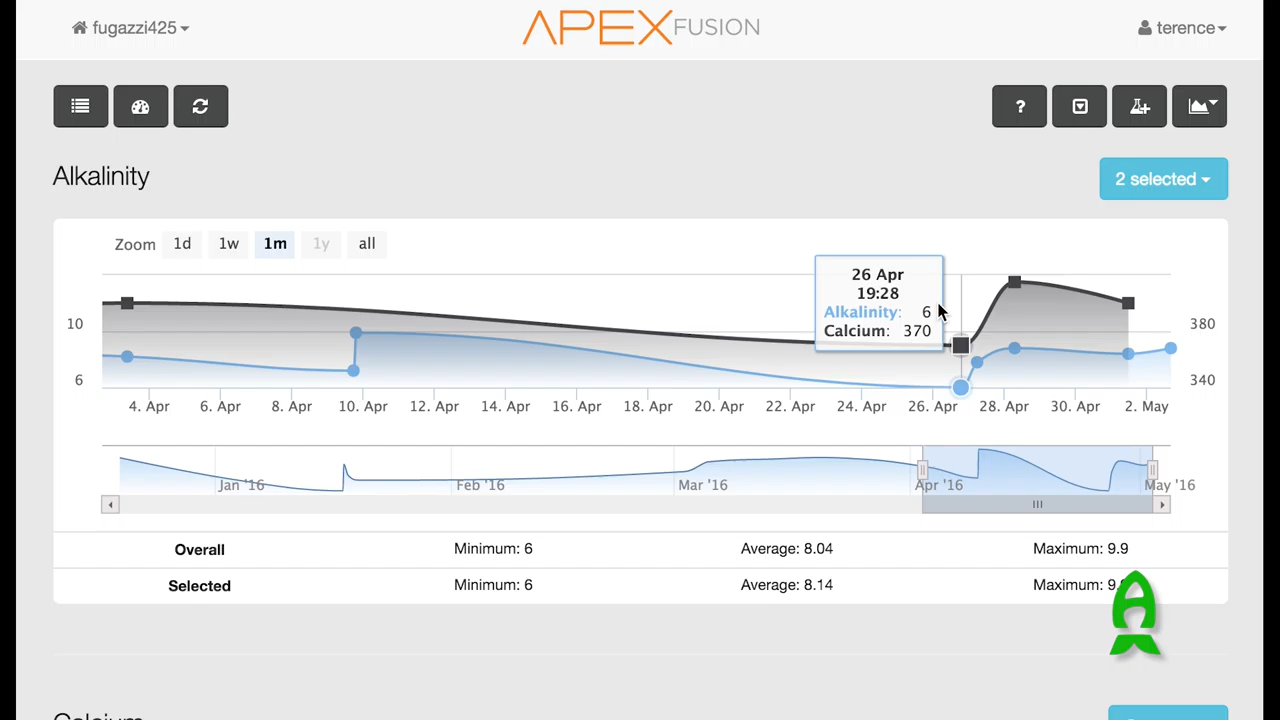 fugazzi425
APEX FUSION
terence
?
Alkalinity
2 selected
Zoom 1d 1w 1m 1y all
26 Apr
19:28
Alkalinity: 6
Calcium: 370
10
6
380
340
4. Apr 6. Apr 8. Apr 10. Apr 12. Apr 14. Apr 16. Apr 18. Apr 20. Apr 22. Apr 24. Apr 26. Apr 28. Apr 30. Apr 2. May
Jan '16 Feb '16 Mar '16 Apr '16 May '16
Overall Minimum: 6 Average: 8.04 Maximum: 9.9
Selected Minimum: 6 Average: 8.14 Maximum:
Calcium